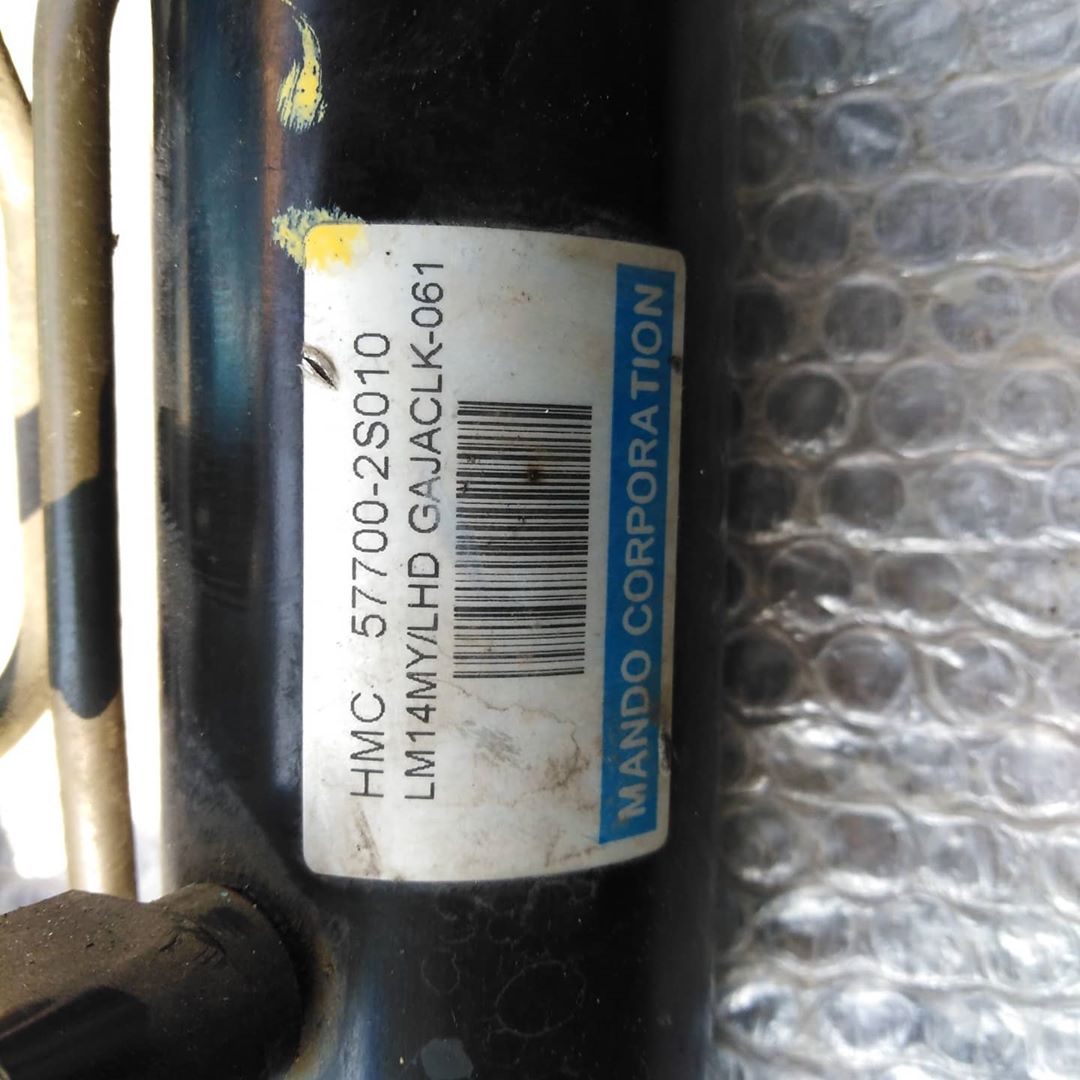 HMC 57700-2S010
LM14MY/LHD GAJACLK-061
MANDO CORPORATION